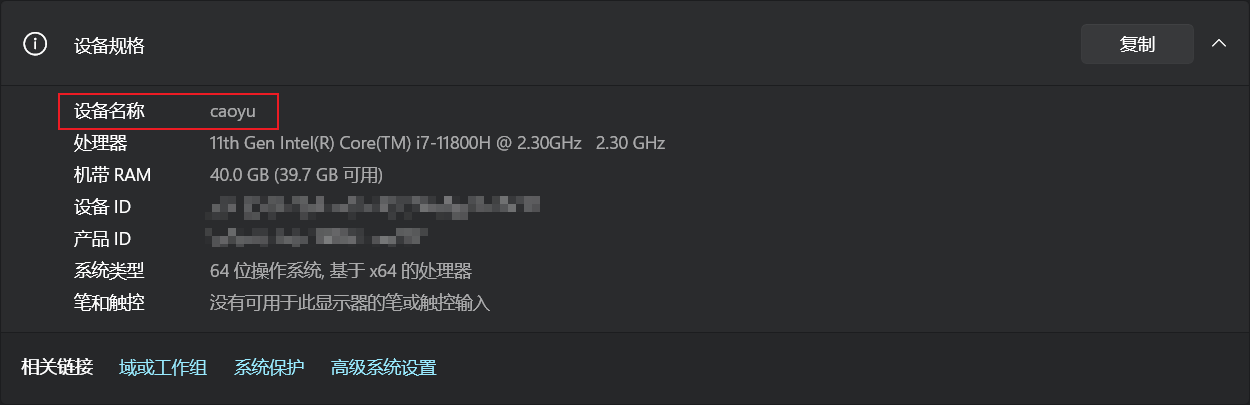 设备规格 复制
设备名称 caoyu
处理器 11th Gen Intel(R) Core(TM) i7-11800H @ 2.30GHz 2.30 GHz
机带 RAM 40.0 GB (39.7 GB 可用)
设备 ID
产品 ID
系统类型 64 位操作系统, 基于 x64 的处理器
笔和触控 没有可用于此显示器的笔或触控输入
相关链接 域或工作组 系统保护 高级系统设置